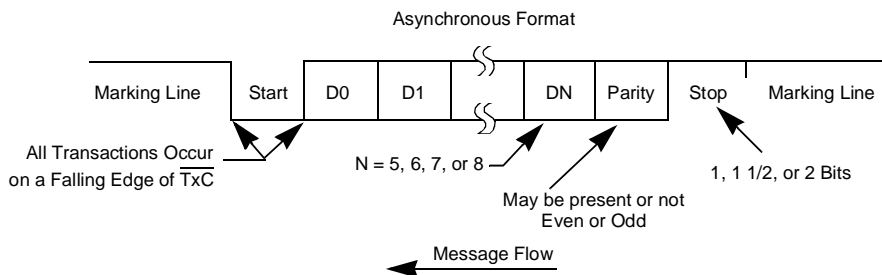 Asynchronous Format
Marking Line Start D0 D1 DN Parity Stop Marking Line
All Transactions Occur
on a Falling Edge of TxC
N = 5, 6, 7, or 8
May be present or not
Even or Odd
1, 1 1/2, or 2 Bits
Message Flow